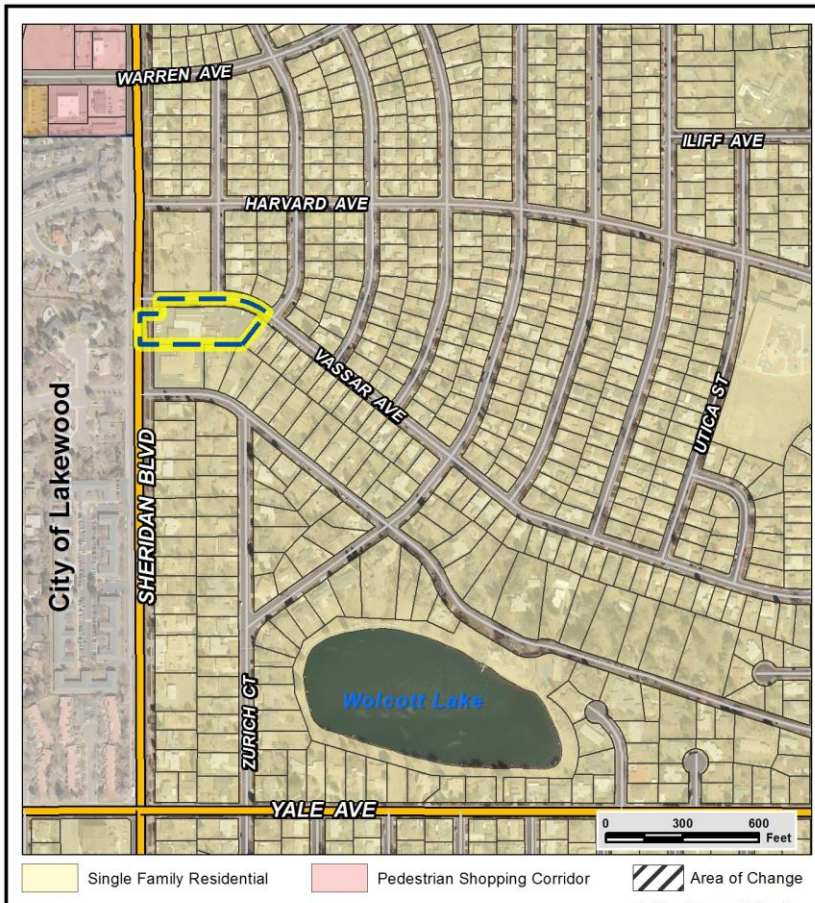 WARREN AVE
ILIFF AVE
HARVARD AVE
VASSAR AVE
UTICA ST
City of Lakewood
SHERIDAN BLVD
Wolcott Lake
ZURICH CT
YALE AVE
0 300 600
Feet
Single Family Residential
Pedestrian Shopping Corridor
Area of Change